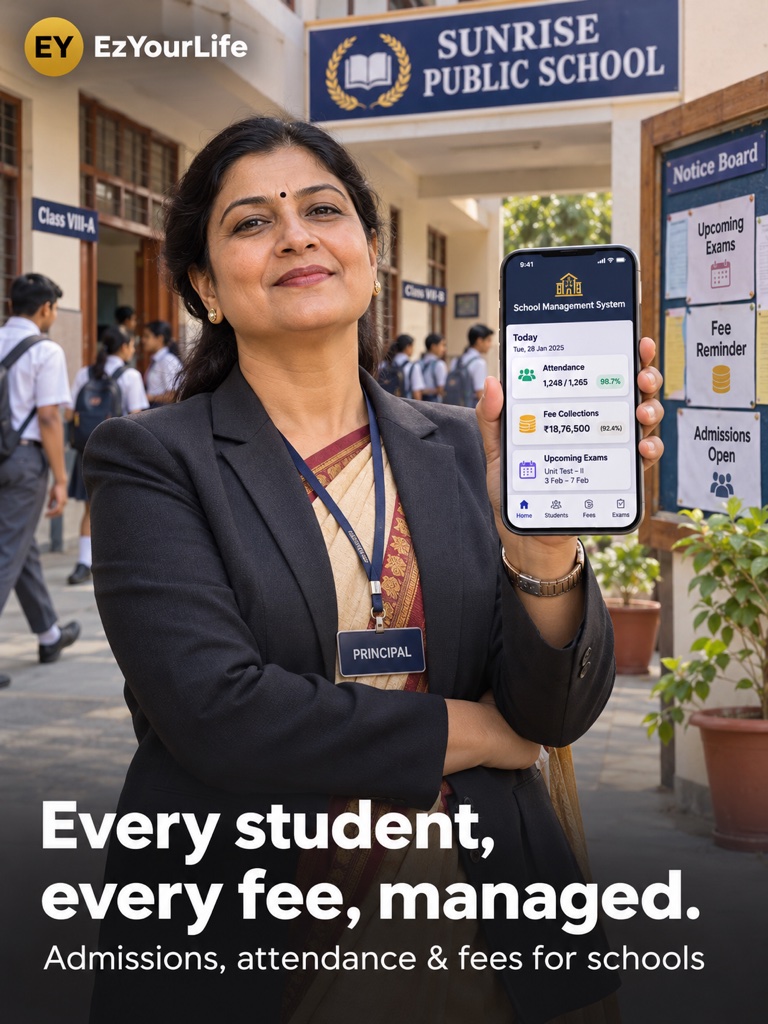 EY EzYourLife
SUNRISE
PUBLIC SCHOOL
Notice Board
Class VIII-A
Class VIII-B
Upcoming
Exams
Fee
Reminder
Admissions
Open
9:41
School Management System
Today
Tue, 28 Jan 2025
Attendance
1,248 / 1,265 98.7%
Fee Collections
₹18,76,500 (92.4%)
Upcoming Exams
Unit Test – II
3 Feb – 7 Feb
Home Students Fees Exams
PRINCIPAL
Every student,
every fee, managed.
Admissions, attendance & fees for schools